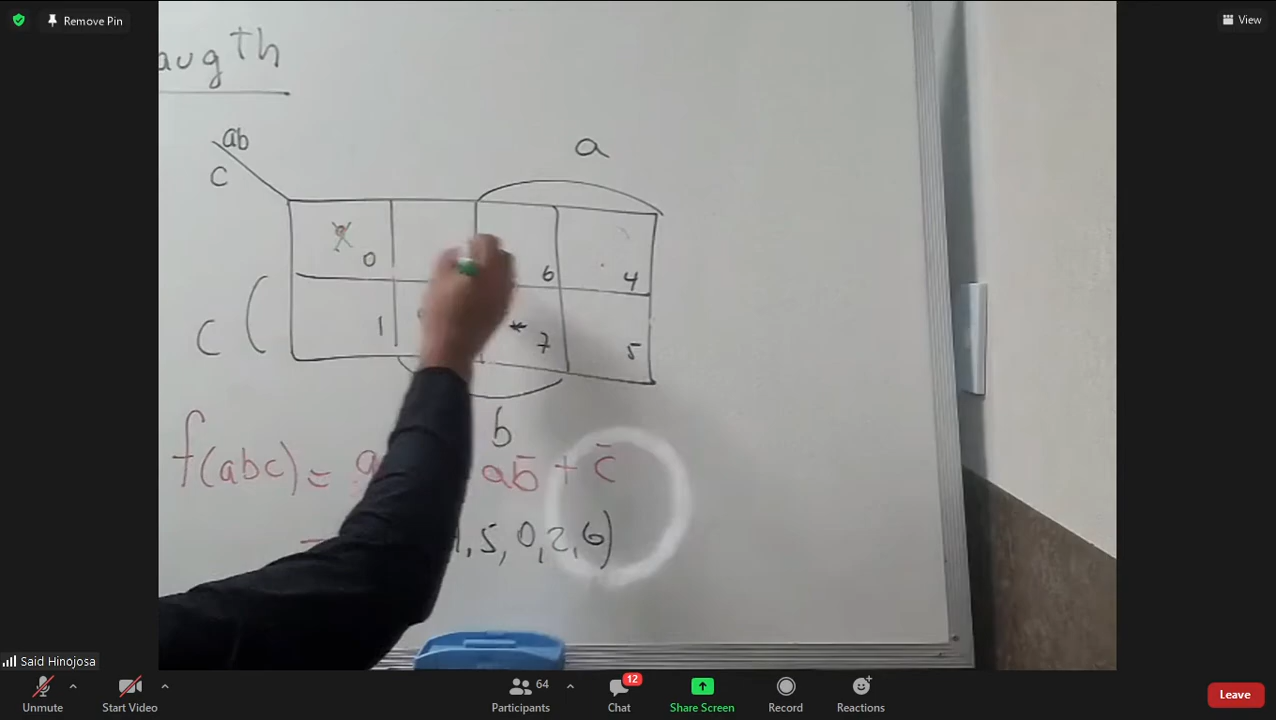 Remove Pin
View
augth
ab
c
a
0
6
4
c
1
7
5
b
f(abc) =
ab̄ + c̄
5, 0, 2, 6)
Said Hinojosa
Unmute
Start Video
64
Participants
12
Chat
Share Screen
Record
Reactions
Leave